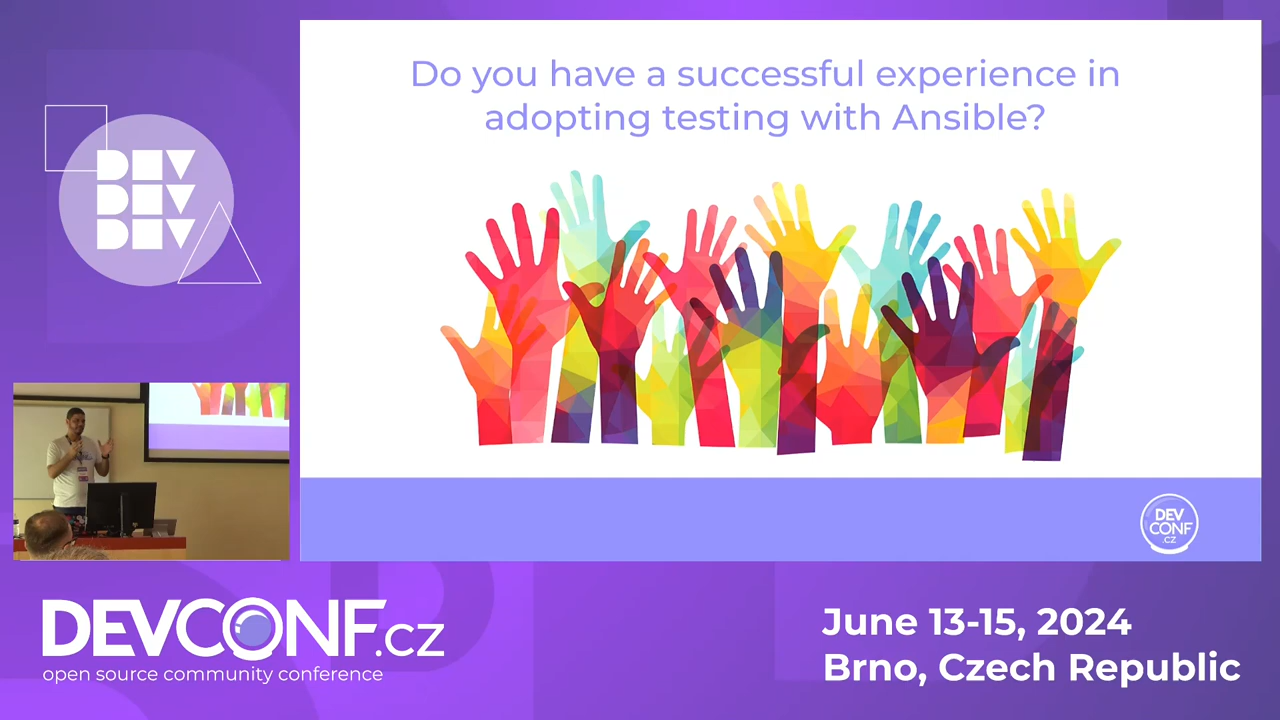 Do you have a successful experience in
adopting testing with Ansible?
DEV
DEV
DEV
DEV
CONF
.CZ
DEVCONF.cz
open source community conference
June 13-15, 2024
Brno, Czech Republic